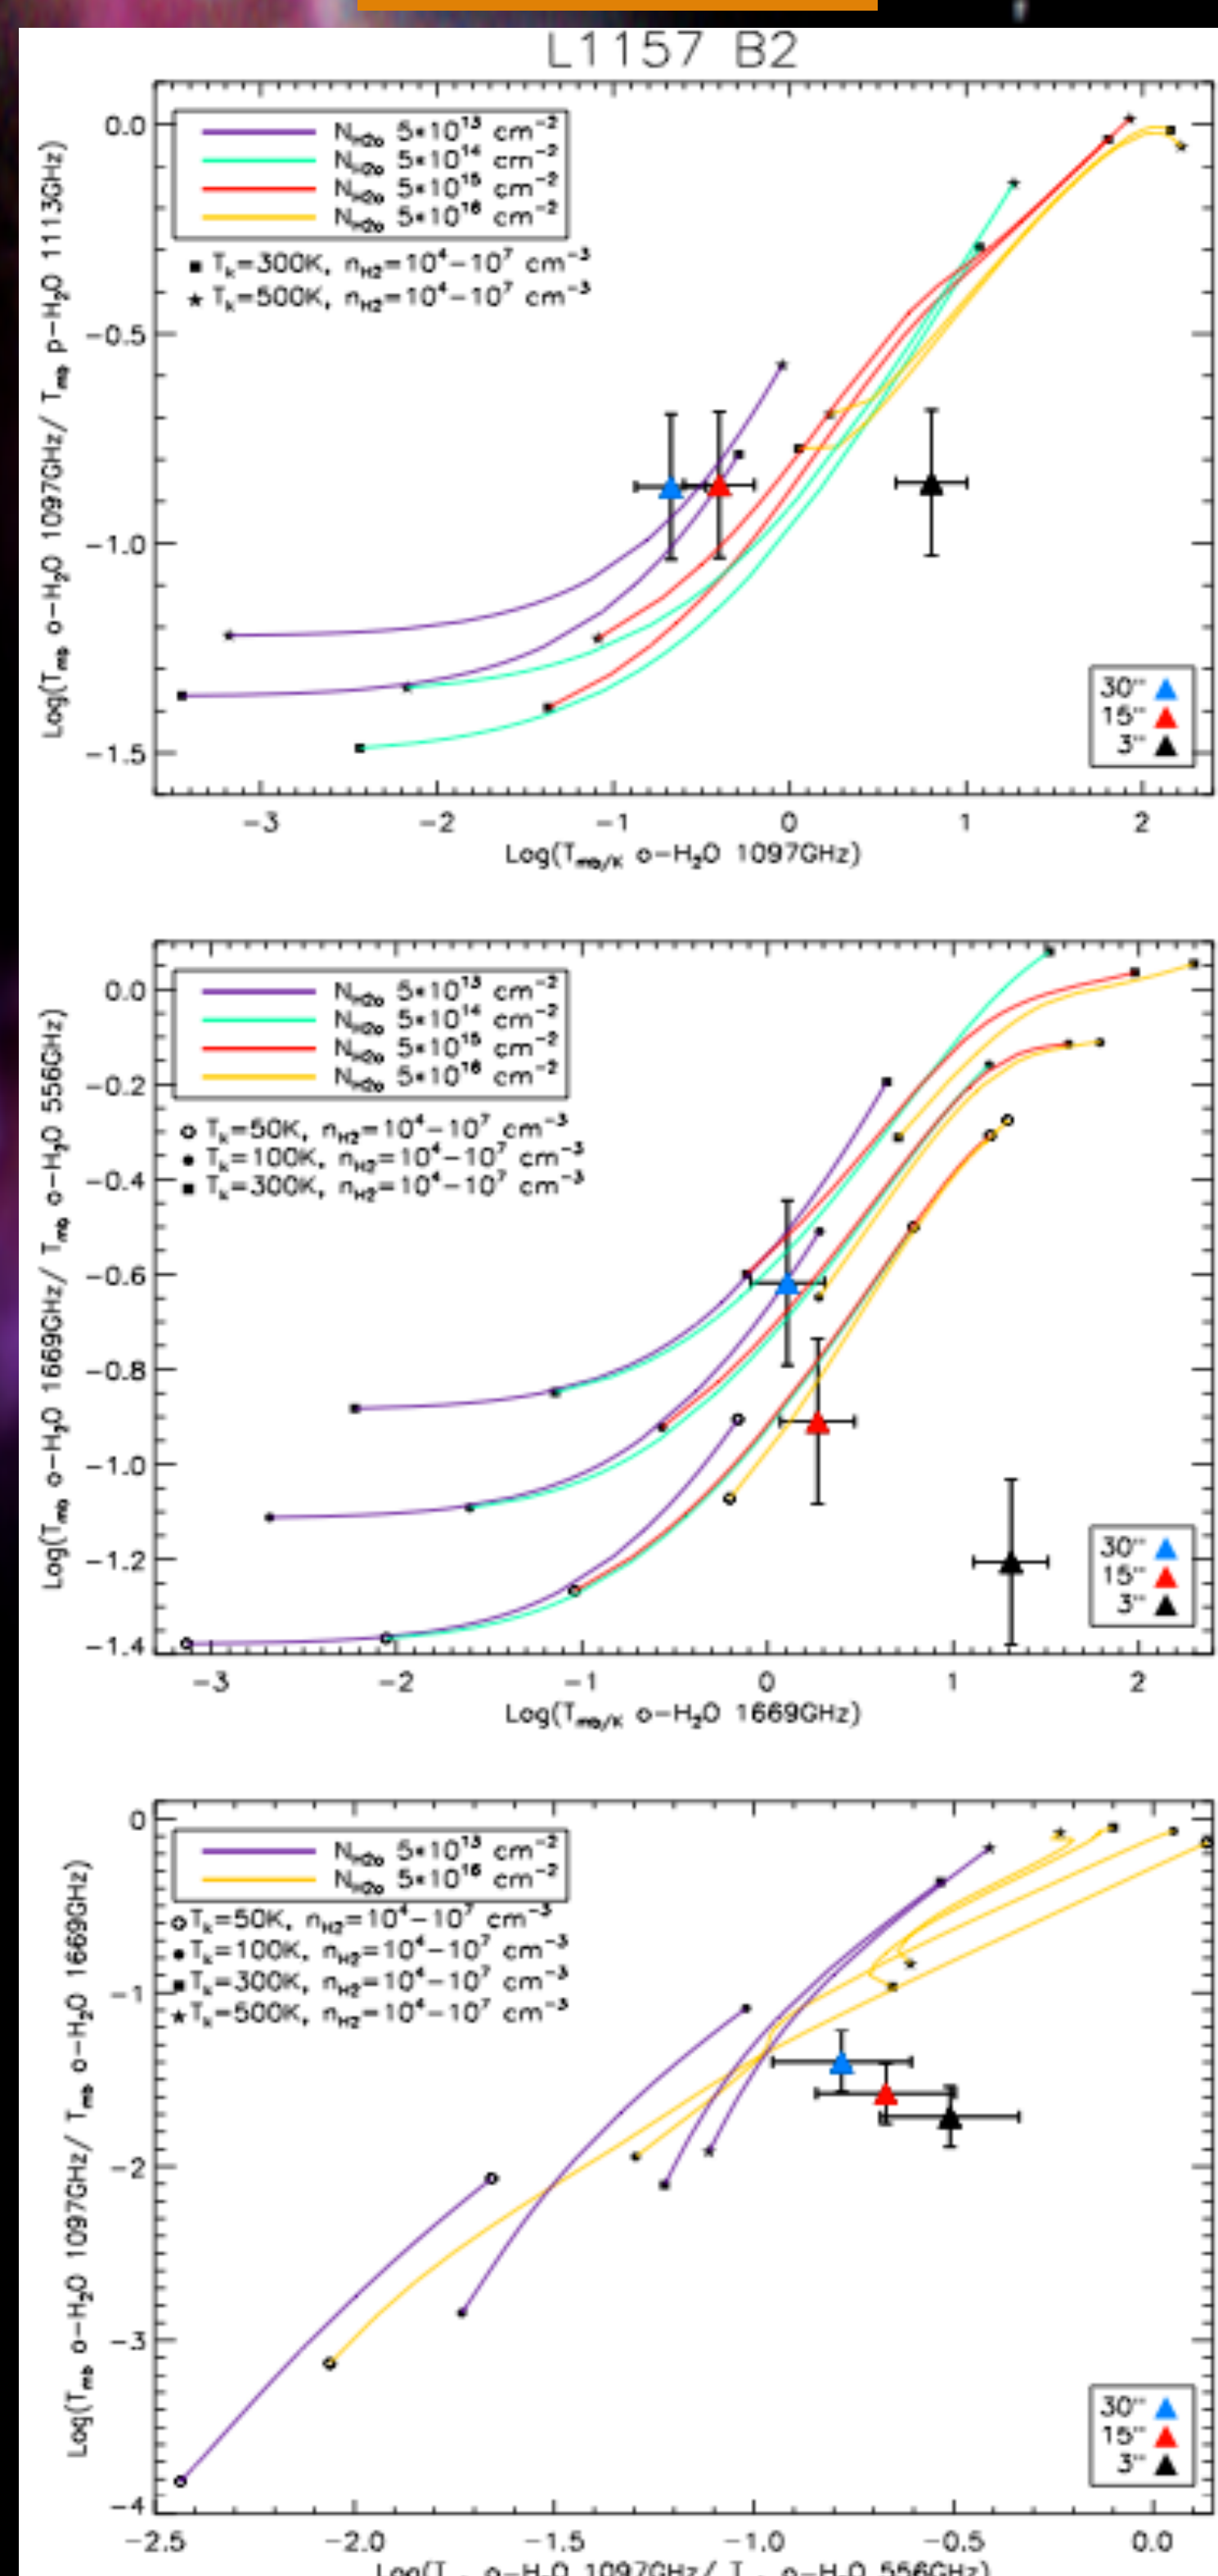 L1157 B2
Log(Tmb o-H2O 1097GHz/ Tmb p-H2O 1113GHz)
0.0
-0.5
-1.0
-1.5
NH2o 5*10^13 cm^-2
NH2o 5*10^14 cm^-2
NH2o 5*10^15 cm^-2
NH2o 5*10^16 cm^-2
Tk=300K, nH2=10^4-10^7 cm^-3
Tk=500K, nH2=10^4-10^7 cm^-3
30"
15"
3"
-3 -2 -1 0 1 2
Log(Tmb/K o-H2O 1097GHz)
Log(Tmb o-H2O 1669GHz/ Tmb o-H2O 556GHz)
0.0
-0.2
-0.4
-0.6
-0.8
-1.0
-1.2
-1.4
NH2o 5*10^13 cm^-2
NH2o 5*10^14 cm^-2
NH2o 5*10^15 cm^-2
NH2o 5*10^16 cm^-2
Tk=50K, nH2=10^4-10^7 cm^-3
Tk=100K, nH2=10^4-10^7 cm^-3
Tk=300K, nH2=10^4-10^7 cm^-3
30"
15"
3"
-3 -2 -1 0 1 2
Log(Tmb/K o-H2O 1669GHz)
Log(Tmb o-H2O 1097GHz/ Tmb o-H2O 1669GHz)
0
-1
-2
-3
-4
NH2o 5*10^13 cm^-2
NH2o 5*10^16 cm^-2
Tk=50K, nH2=10^4-10^7 cm^-3
Tk=100K, nH2=10^4-10^7 cm^-3
Tk=300K, nH2=10^4-10^7 cm^-3
Tk=500K, nH2=10^4-10^7 cm^-3
30"
15"
3"
-2.5 -2.0 -1.5 -1.0 -0.5 0.0
Log(T o-H2O 1097GHz/ T o-H2O 556GHz)